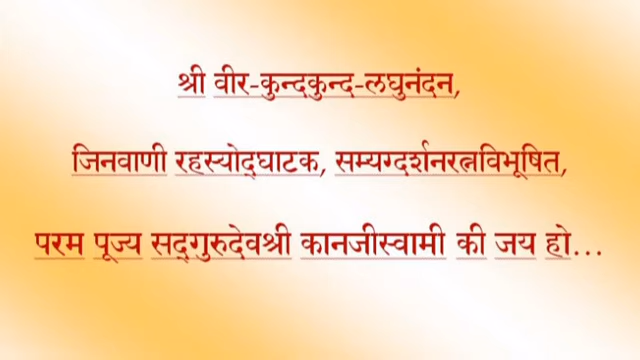 श्री वीर-कुन्दकुन्द-लघुनंदन,
जिनवाणी रहस्योद्घाटक, सम्यग्दर्शनरत्नविभूषित,
परम पूज्य सद्गुरुदेवश्री कानजीस्वामी की जय हो...